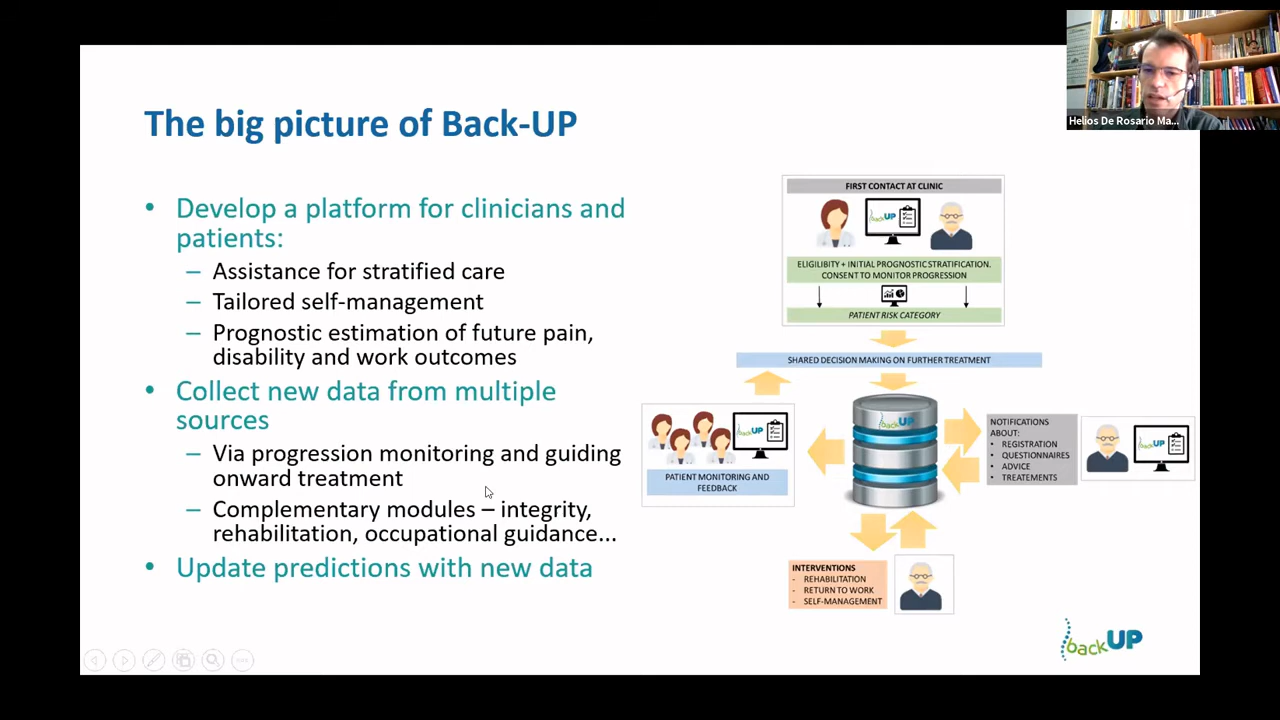 Helios De Rosario Ma...
The big picture of Back-UP
• Develop a platform for clinicians and
patients:
– Assistance for stratified care
– Tailored self-management
– Prognostic estimation of future pain,
disability and work outcomes
• Collect new data from multiple
sources
– Via progression monitoring and guiding
onward treatment
– Complementary modules – integrity,
rehabilitation, occupational guidance...
• Update predictions with new data
FIRST CONTACT AT CLINIC
backUP
ELIGILIBITY + INITIAL PROGNOSTIC STRATIFICATION.
CONSENT TO MONITOR PROGRESSION
PATIENT RISK CATEGORY
SHARED DECISION MAKING ON FURTHER TREATMENT
backUP
PATIENT MONITORING AND
FEEDBACK
backUP
NOTIFICATIONS
ABOUT:
• REGISTRATION
• QUESTIONNAIRES
• ADVICE
• TREATEMENTS
backUP
INTERVENTIONS
- REHABILITATION
- RETURN TO WORK
- SELF-MANAGEMENT
backUP